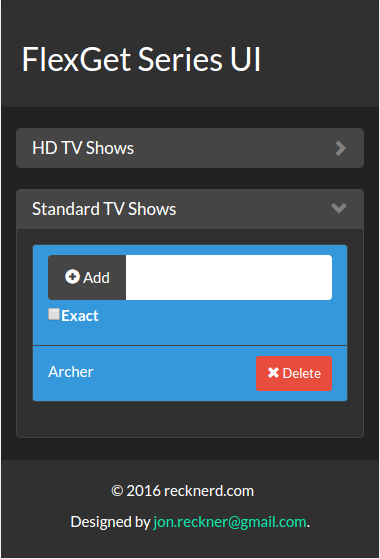 FlexGet Series UI
HD TV Shows
Standard TV Shows
Add
Exact
Archer
Delete
© 2016 recknerd.com
Designed by jon.reckner@gmail.com.